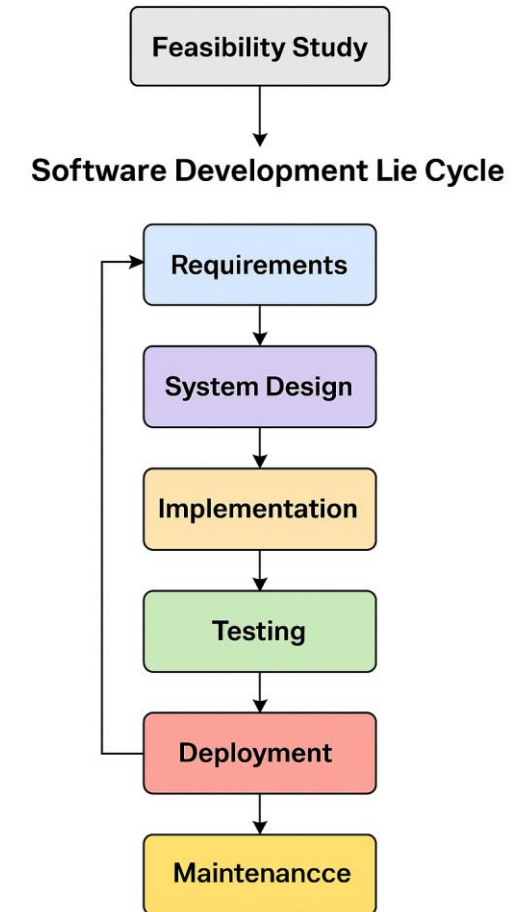 Feasibility Study
Software Development Lie Cycle
Requirements
System Design
Implementation
Testing
Deployment
Maintenancce